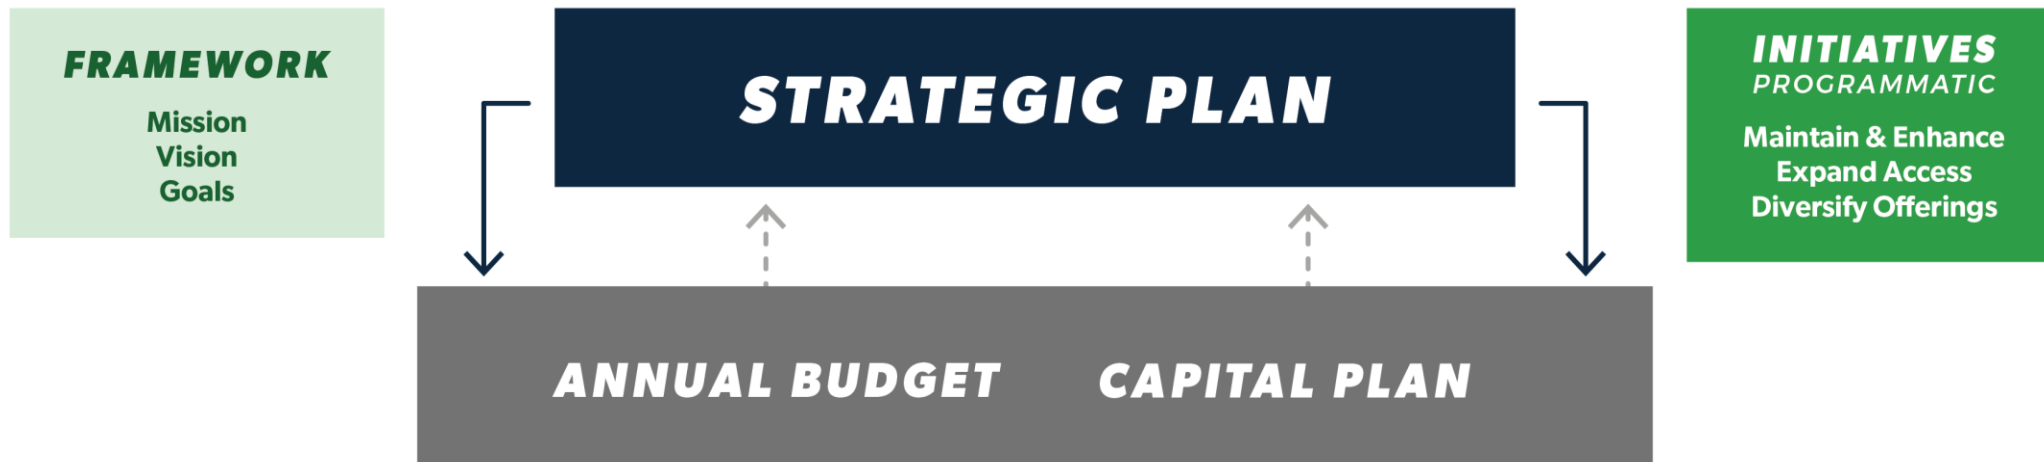 FRAMEWORK
Mission
Vision
Goals
STRATEGIC PLAN
INITIATIVES
PROGRAMMATIC
Maintain & Enhance
Expand Access
Diversify Offerings
ANNUAL BUDGET
CAPITAL PLAN